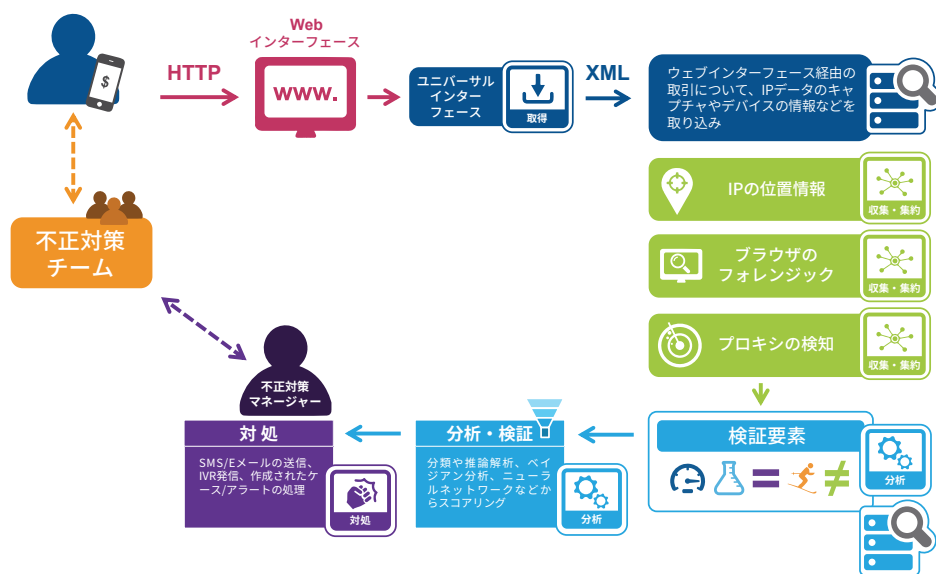 $
HTTP
Web
インターフェース
www.
ユニバーサル
インター
フェース
取得
XML
ウェブインターフェース経由の
取引について、IPデータのキャ
プチャやデバイスの情報などを
取り込み
IPの位置情報
収集・集約
ブラウザの
フォレンジック
収集・集約
プロキシの検知
収集・集約
不正対策
チーム
不正対策
マネージャー
対処
SMS/Eメールの送信、
IVR発信、作成されたケ
ース/アラートの処理
対処
分析・検証
分類や推論解析、ベイ
ジアン分析、ニューラ
ルネットワークなどか
らスコアリング
分析
検証要素
= ≠
分析